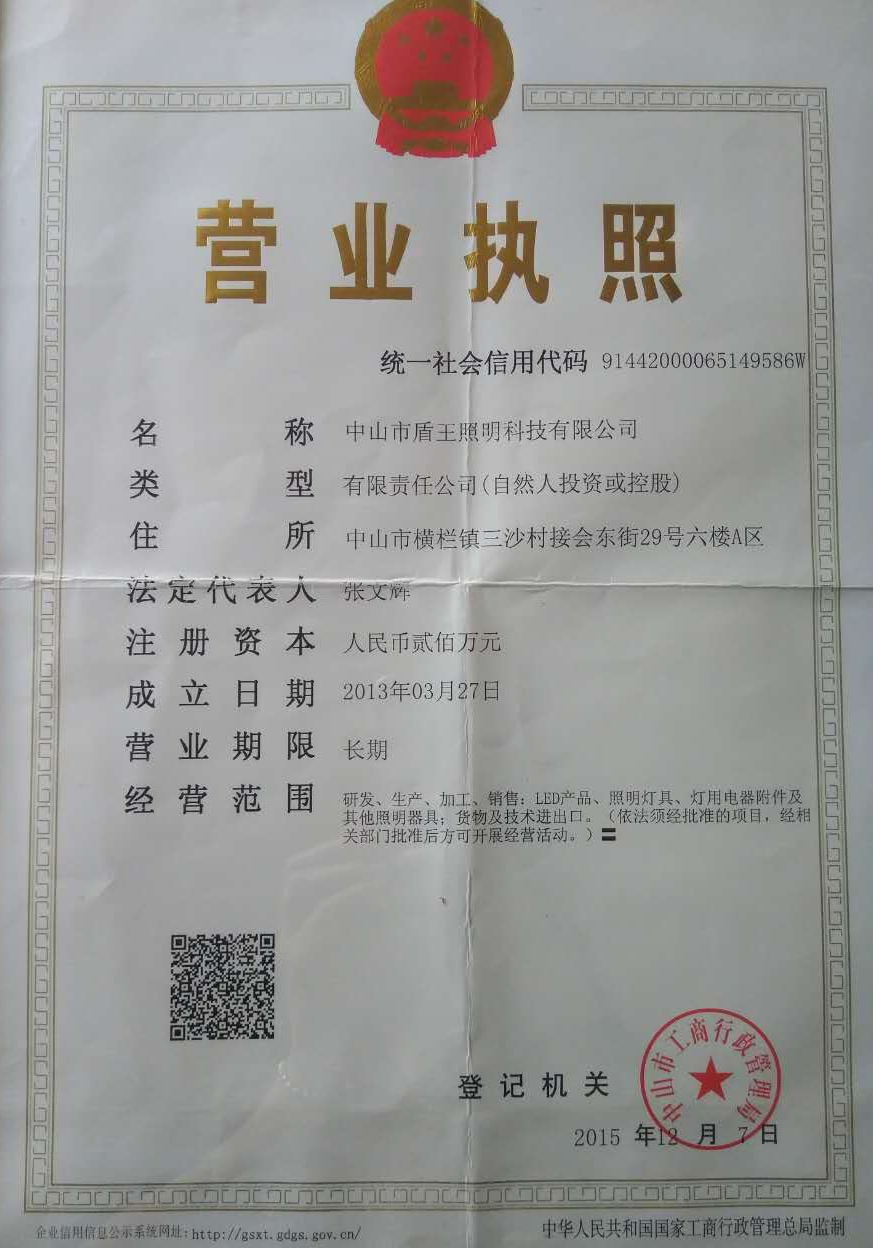 营业执照
统一社会信用代码 91442000065149586W
名称 中山市盾王照明科技有限公司
类型 有限责任公司(自然人投资或控股)
住所 中山市横栏镇三沙村接会东街29号六楼A区
法定代表人 张文辉
注册资本 人民币贰佰万元
成立日期 2013年03月27日
营业期限 长期
经营范围 研发、生产、加工、销售：LED产品、照明灯具、灯用电器附件及
其他照明器具；货物及技术进出口。（依法须经批准的项目，经相
关部门批准后方可开展经营活动。）〓
中山市工商行政管理局
登记机关
2015 年12 月 7 日
企业信用信息公示系统网址：http://gsxt.gdgs.gov.cn/
中华人民共和国国家工商行政管理总局监制